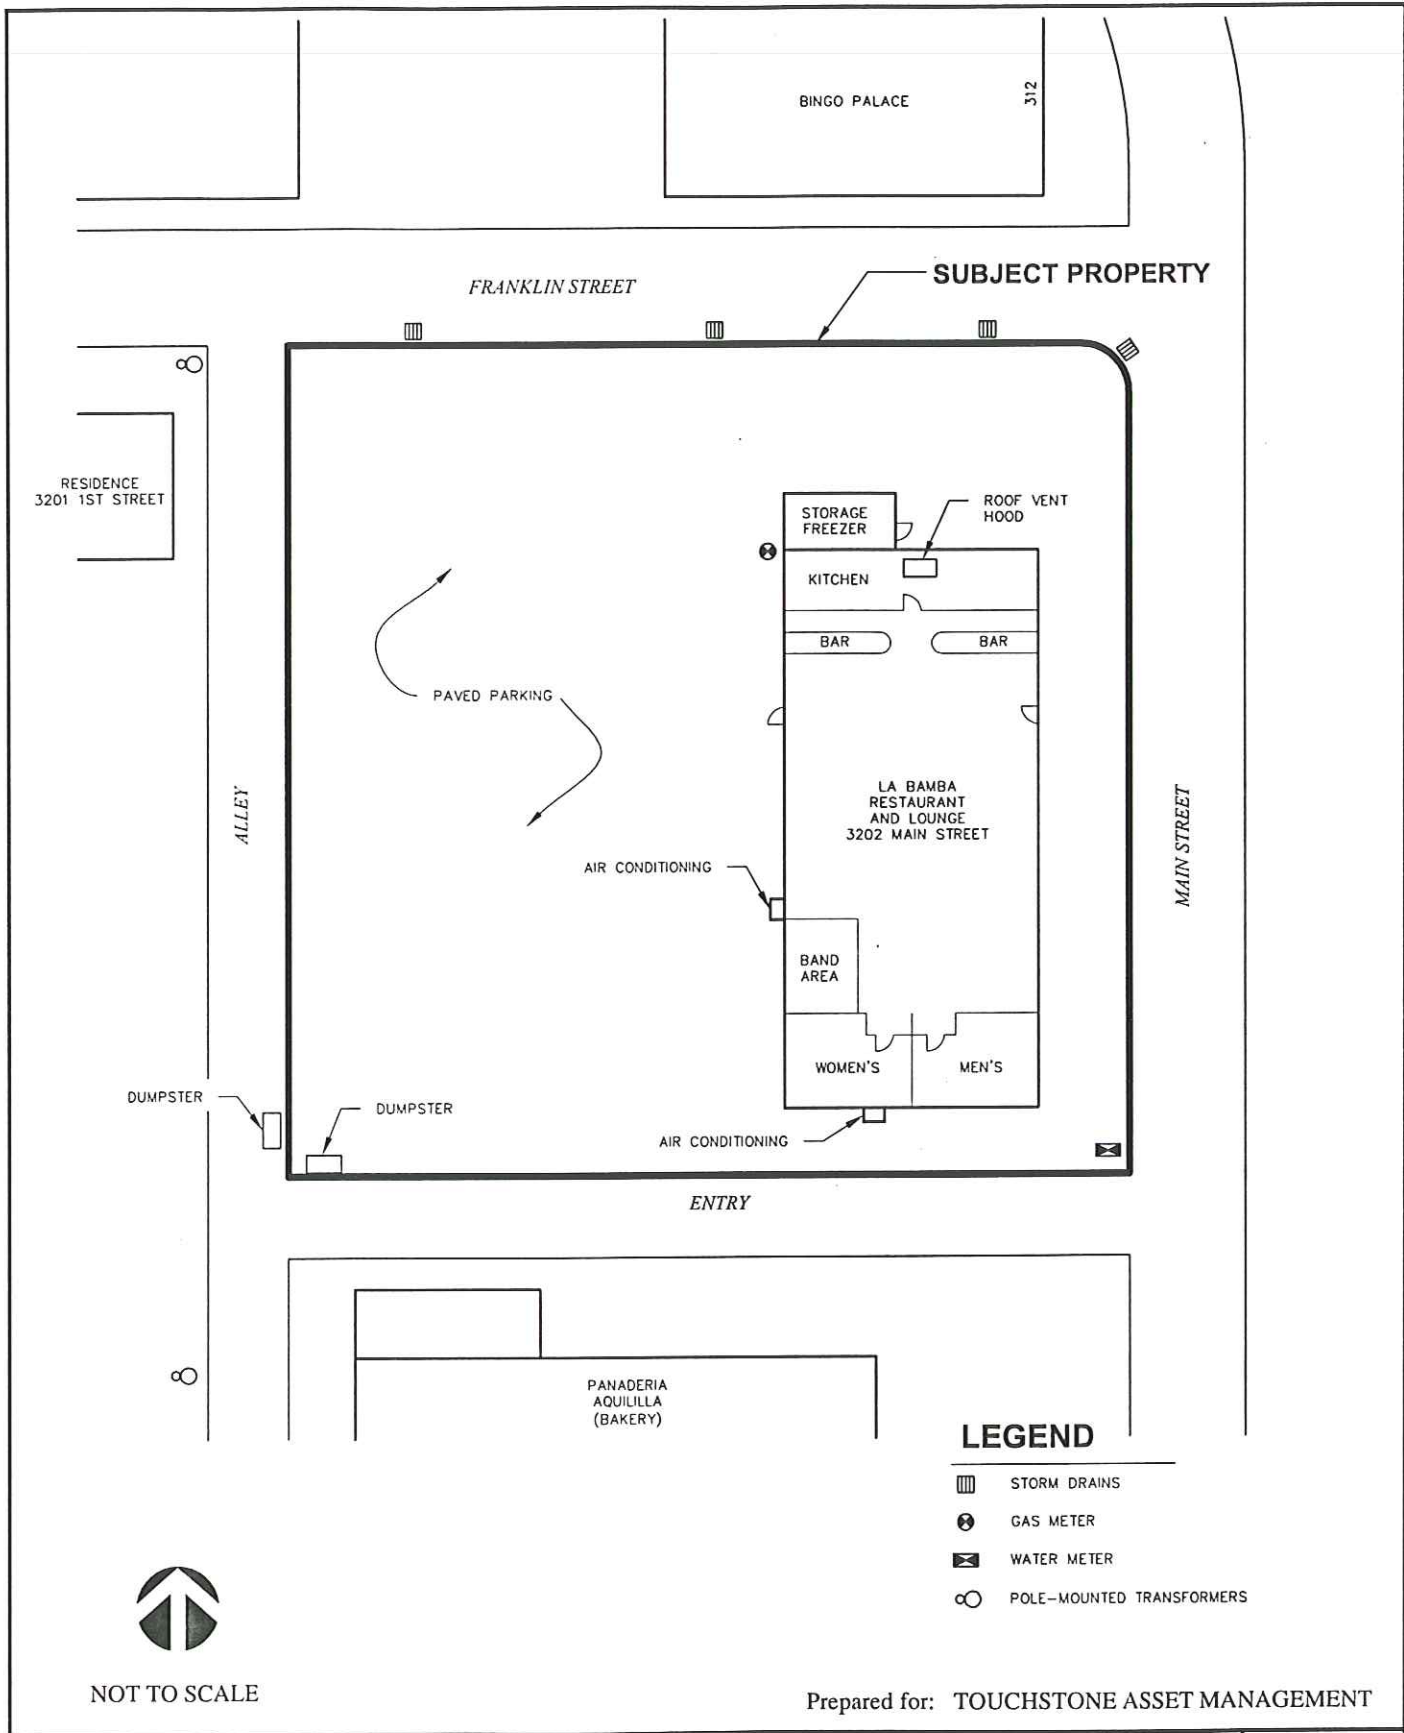 BINGO PALACE
312
FRANKLIN STREET
SUBJECT PROPERTY
RESIDENCE
3201 1ST STREET
STORAGE
FREEZER
ROOF VENT
HOOD
KITCHEN
BAR
BAR
PAVED PARKING
LA BAMBA
RESTAURANT
AND LOUNGE
3202 MAIN STREET
ALLEY
MAIN STREET
AIR CONDITIONING
BAND
AREA
WOMEN'S
MEN'S
DUMPSTER
DUMPSTER
AIR CONDITIONING
ENTRY
PANADERIA
AQUILILLA
(BAKERY)
LEGEND
STORM DRAINS
GAS METER
WATER METER
POLE-MOUNTED TRANSFORMERS
NOT TO SCALE
Prepared for: TOUCHSTONE ASSET MANAGEMENT